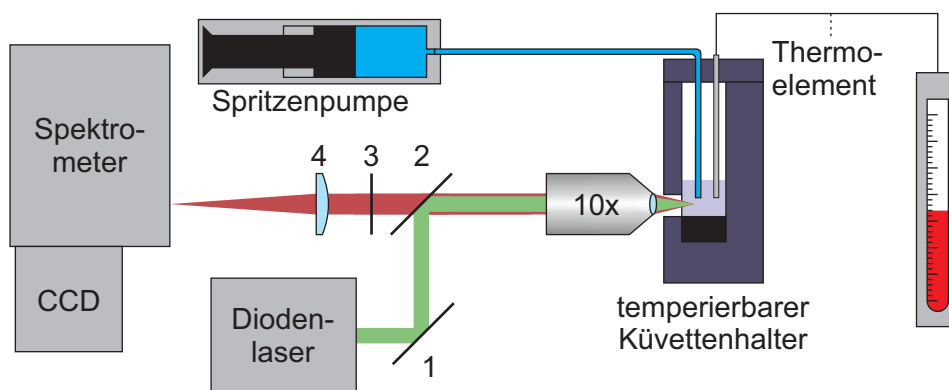 Spritzenpumpe
Thermo-
element
Spektro-
meter
4
3
2
10x
CCD
Dioden-
laser
1
temperierbarer
Küvettenhalter